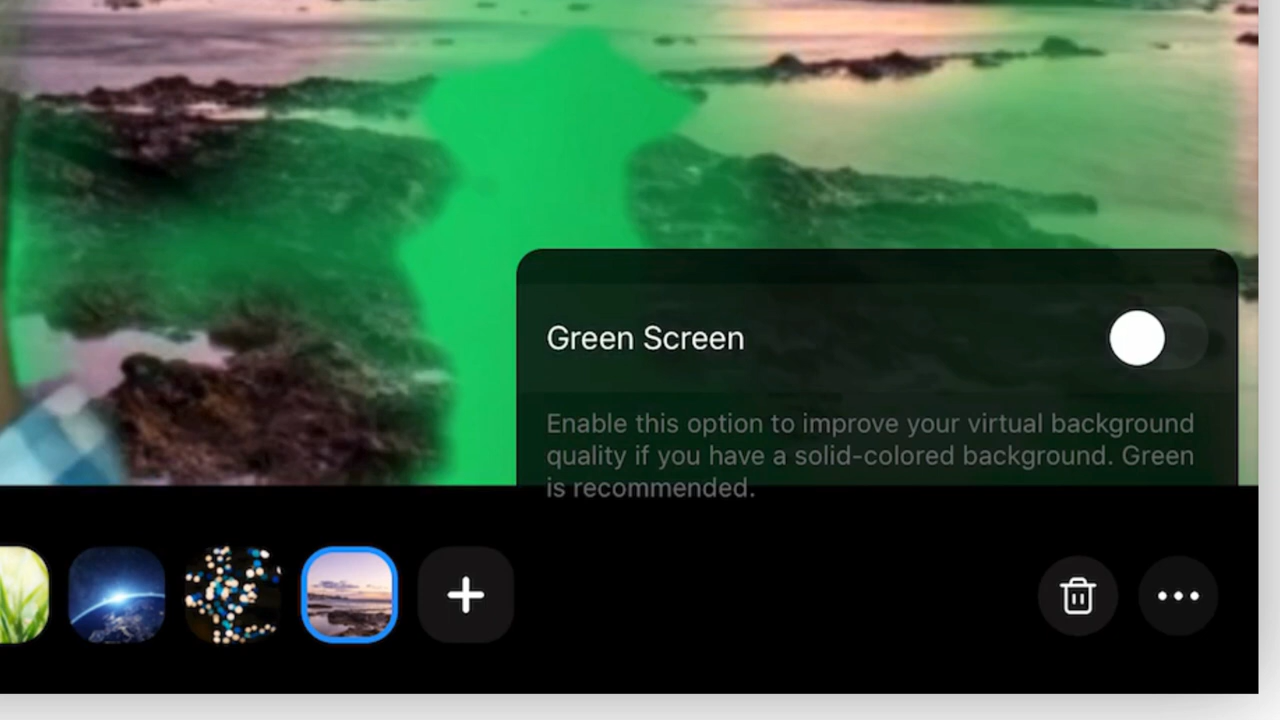 Green Screen
Enable this option to improve your virtual background
quality if you have a solid-colored background. Green
is recommended.